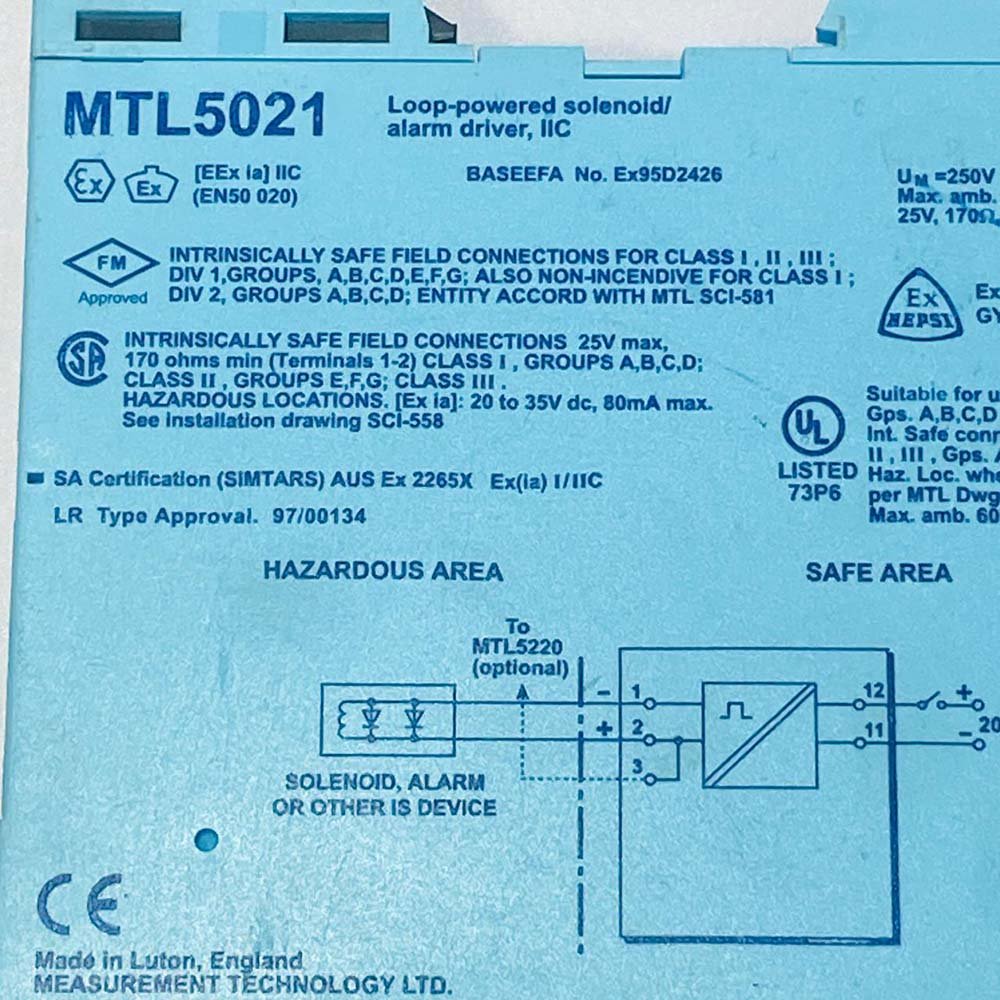 MTL5021
Loop-powered solenoid/
alarm driver, IIC
Ex
Ex
[EEx ia] IIC
(EN50 020)
BASEEFA No. Ex95D2426
UM =250V
Max. amb.
25V, 170Ω
FM
Approved
INTRINSICALLY SAFE FIELD CONNECTIONS FOR CLASS I , II , III ;
DIV 1,GROUPS, A,B,C,D,E,F,G; ALSO NON-INCENDIVE FOR CLASS I ;
DIV 2, GROUPS A,B,C,D; ENTITY ACCORD WITH MTL SCI-581
Ex
NEPSI
Ex
GY
SA
INTRINSICALLY SAFE FIELD CONNECTIONS 25V max,
170 ohms min (Terminals 1-2) CLASS I , GROUPS A,B,C,D;
CLASS II , GROUPS E,F,G; CLASS III .
HAZARDOUS LOCATIONS. [Ex ia]: 20 to 35V dc, 80mA max.
See installation drawing SCI-558
UL
LISTED
73P6
Suitable for u
Gps. A,B,C,D
Int. Safe conn
II , III , Gps.
Haz. Loc. whe
per MTL Dwg
Max. amb. 60
SA Certification (SIMTARS) AUS Ex 2265X Ex(ia) I/IIC
LR Type Approval. 97/00134
HAZARDOUS AREA
SAFE AREA
To
MTL5220
(optional)
- 1
+ 2
3
12 +
11 -
20
SOLENOID, ALARM
OR OTHER IS DEVICE
CE
Made in Luton, England
MEASUREMENT TECHNOLOGY LTD.